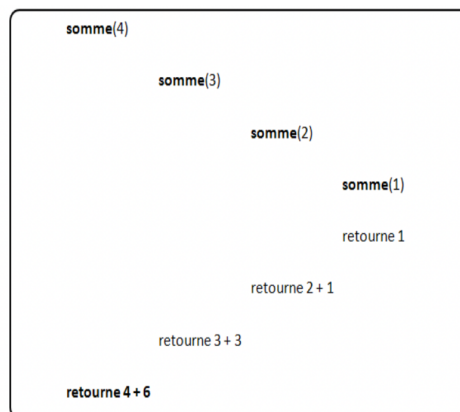 somme(4)
somme(3)
somme(2)
somme(1)
retourne 1
retourne 2 + 1
retourne 3 + 3
retourne 4 + 6